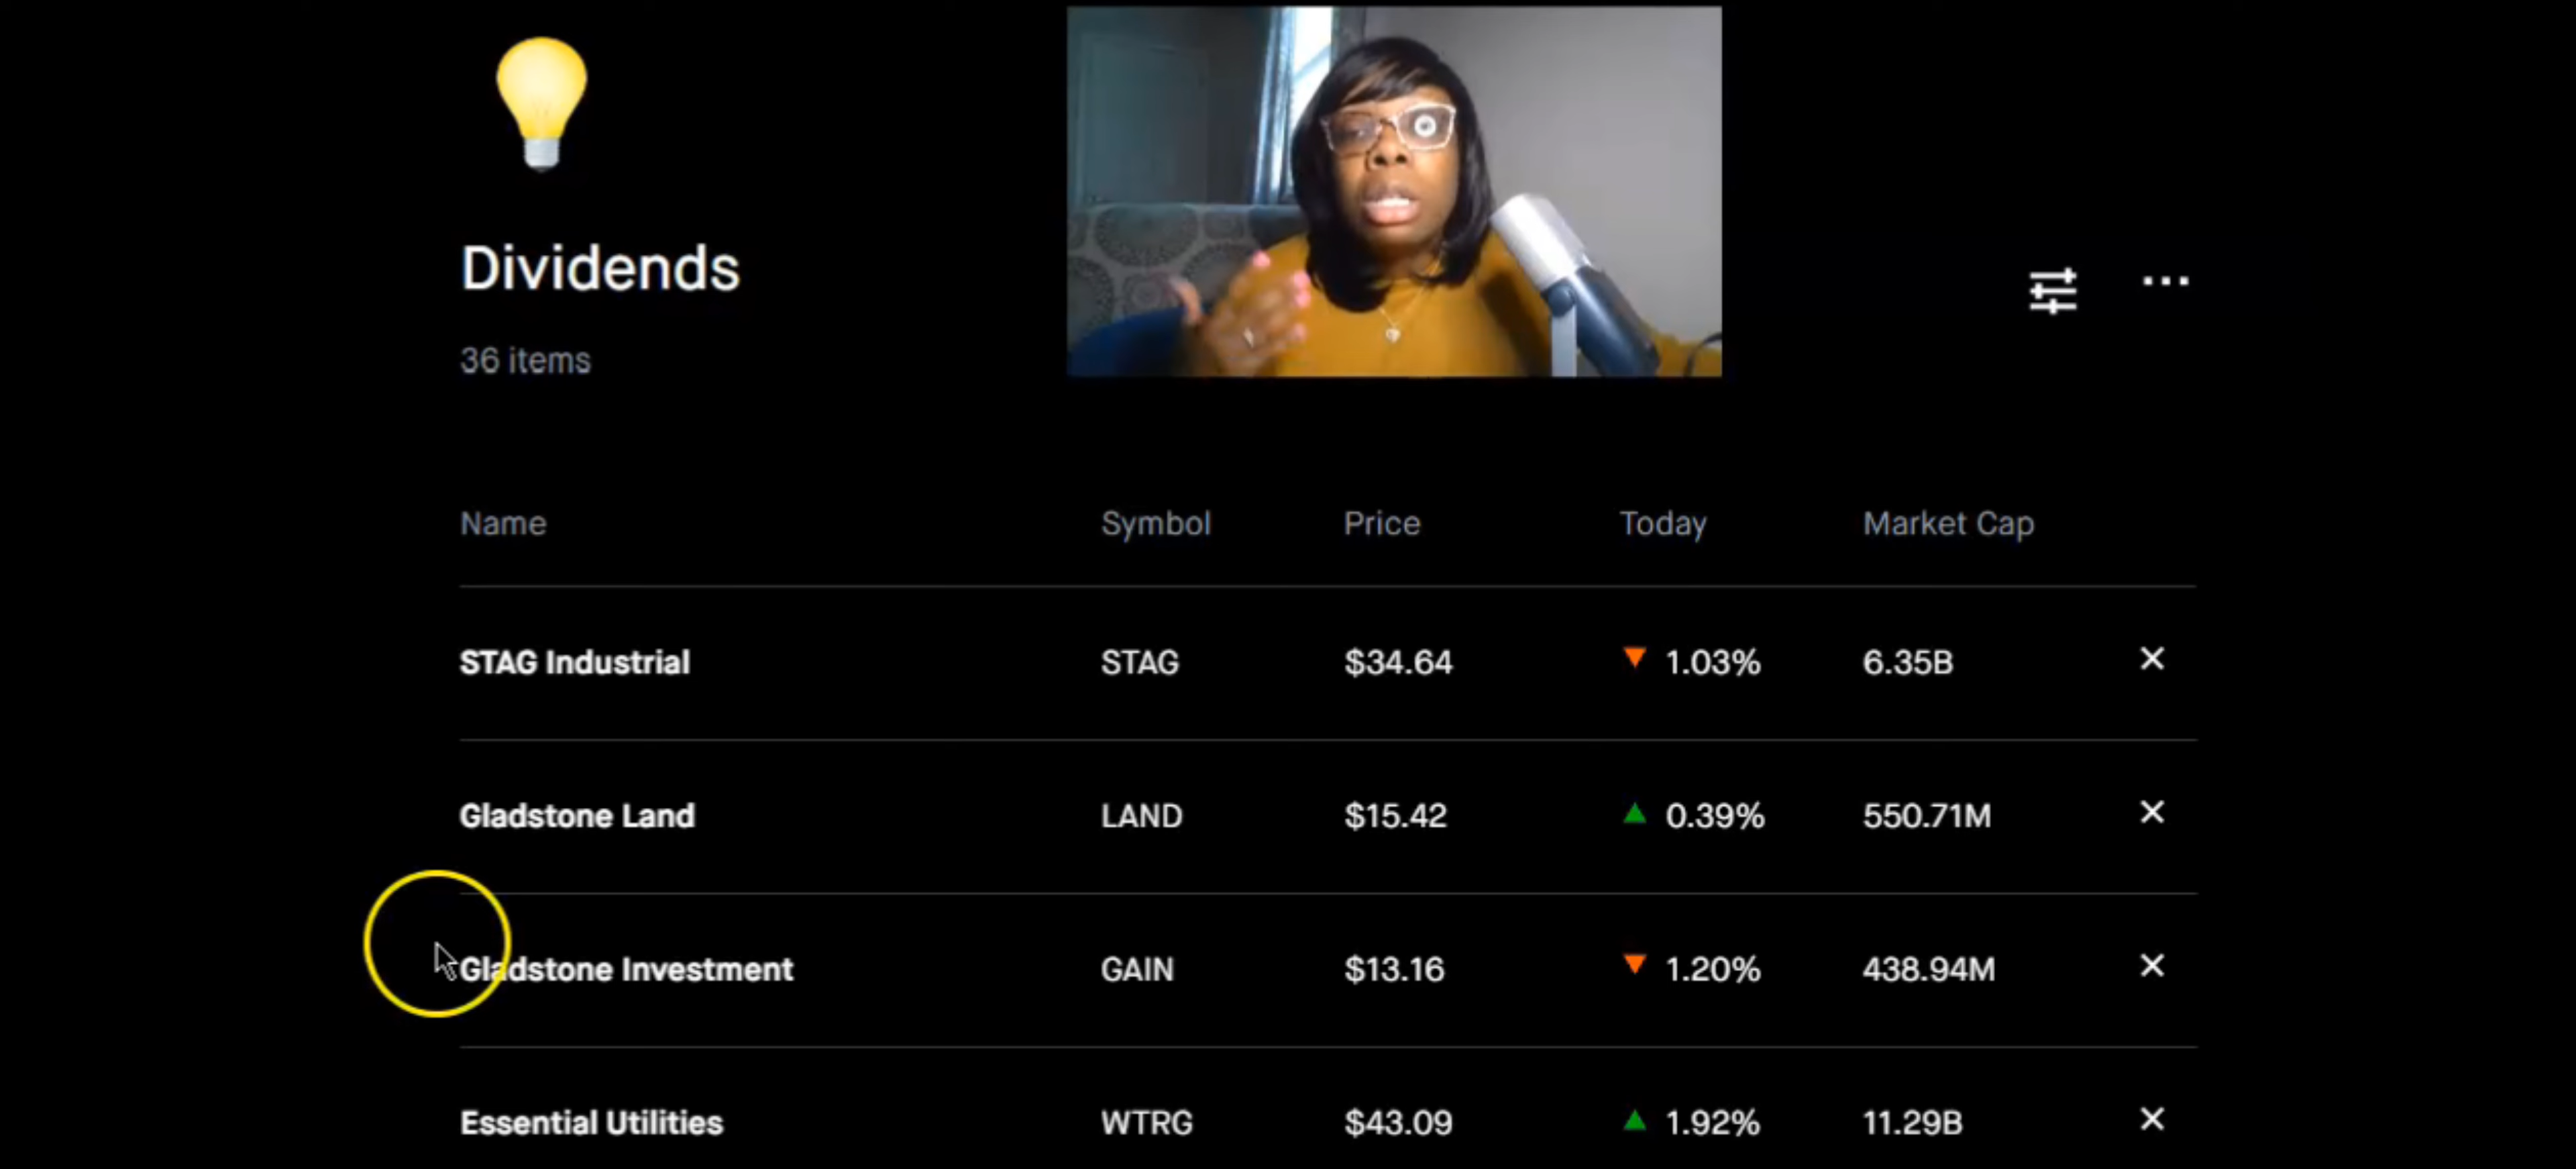 Dividends
36 items
Name Symbol Price Today Market Cap
STAG Industrial STAG $34.64 ▼ 1.03% 6.35B ×
Gladstone Land LAND $15.42 ▲ 0.39% 550.71M ×
Gladstone Investment GAIN $13.16 ▼ 1.20% 438.94M ×
Essential Utilities WTRG $43.09 ▲ 1.92% 11.29B ×